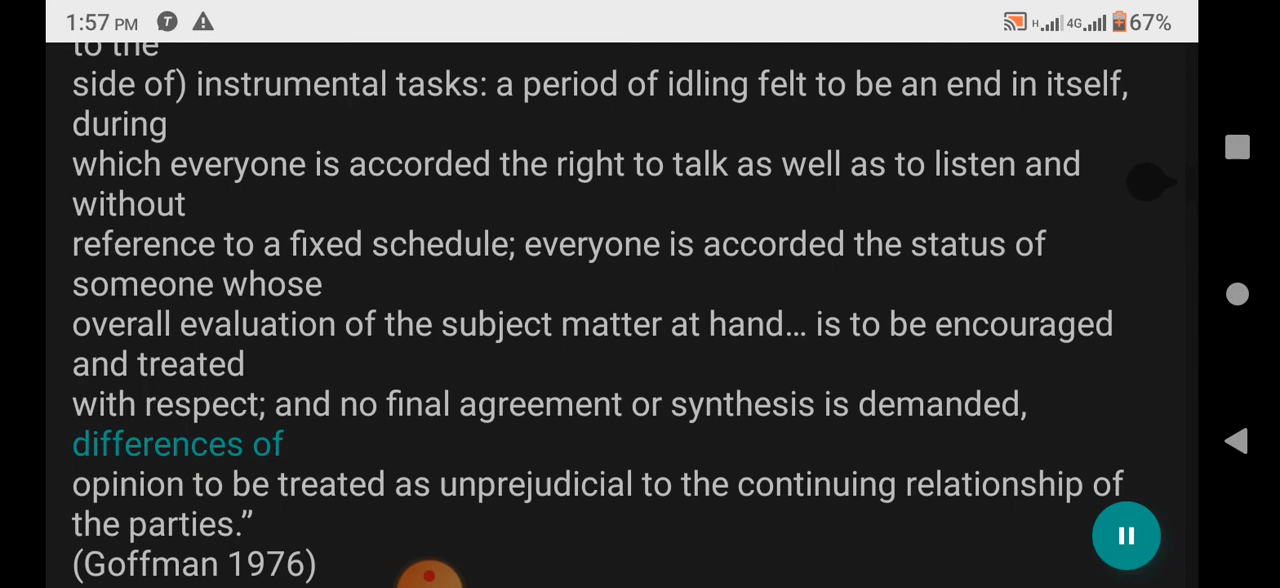 1:57 PM T H 4G 67%
to the
side of) instrumental tasks: a period of idling felt to be an end in itself,
during
which everyone is accorded the right to talk as well as to listen and
without
reference to a fixed schedule; everyone is accorded the status of
someone whose
overall evaluation of the subject matter at hand... is to be encouraged
and treated
with respect; and no final agreement or synthesis is demanded,
differences of
opinion to be treated as unprejudicial to the continuing relationship of
the parties.”
(Goffman 1976)